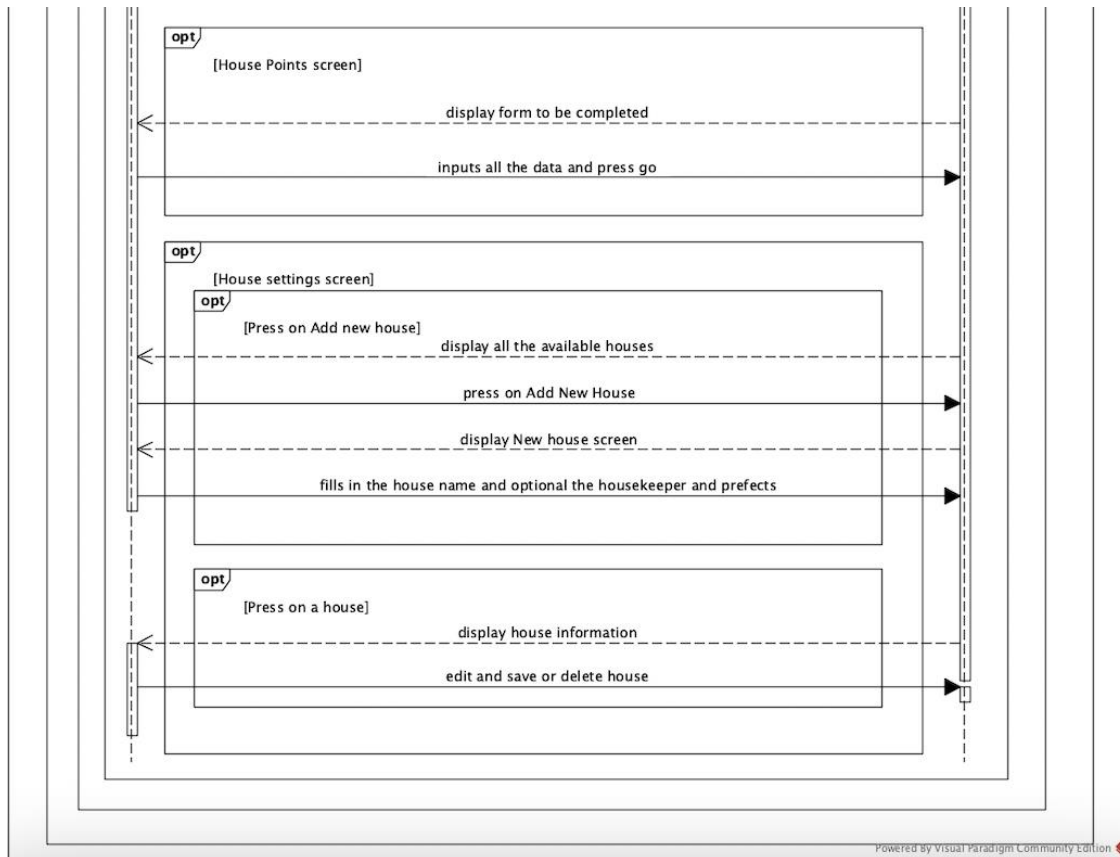 opt
[House Points screen]
display form to be completed
inputs all the data and press go
opt
[House settings screen]
opt
[Press on Add new house]
display all the available houses
press on Add New House
display New house screen
fills in the house name and optional the housekeeper and prefects
opt
[Press on a house]
display house information
edit and save or delete house
Powered By Visual Paradigm Community Edition